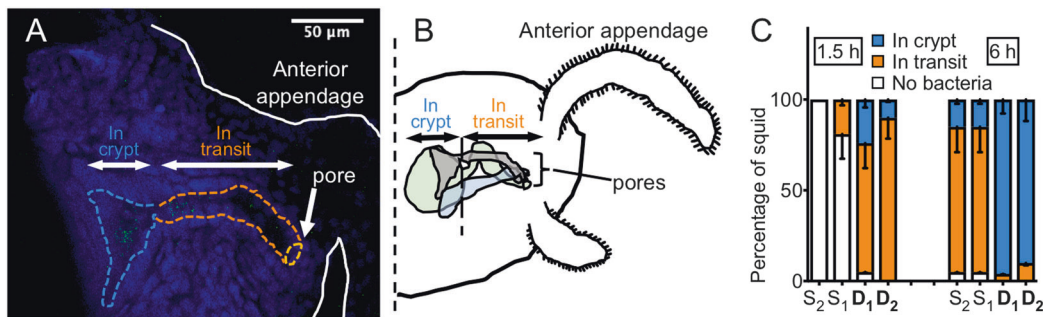 A
50 µm
Anterior
appendage
In
crypt
In
transit
pore
B
Anterior appendage
In
crypt
In
transit
pores
C
1.5 h
In crypt
6 h
In transit
No bacteria
Percentage of squid
100
50
0
S₂ S₁ D₁ D₂ S₂ S₁ D₁ D₂